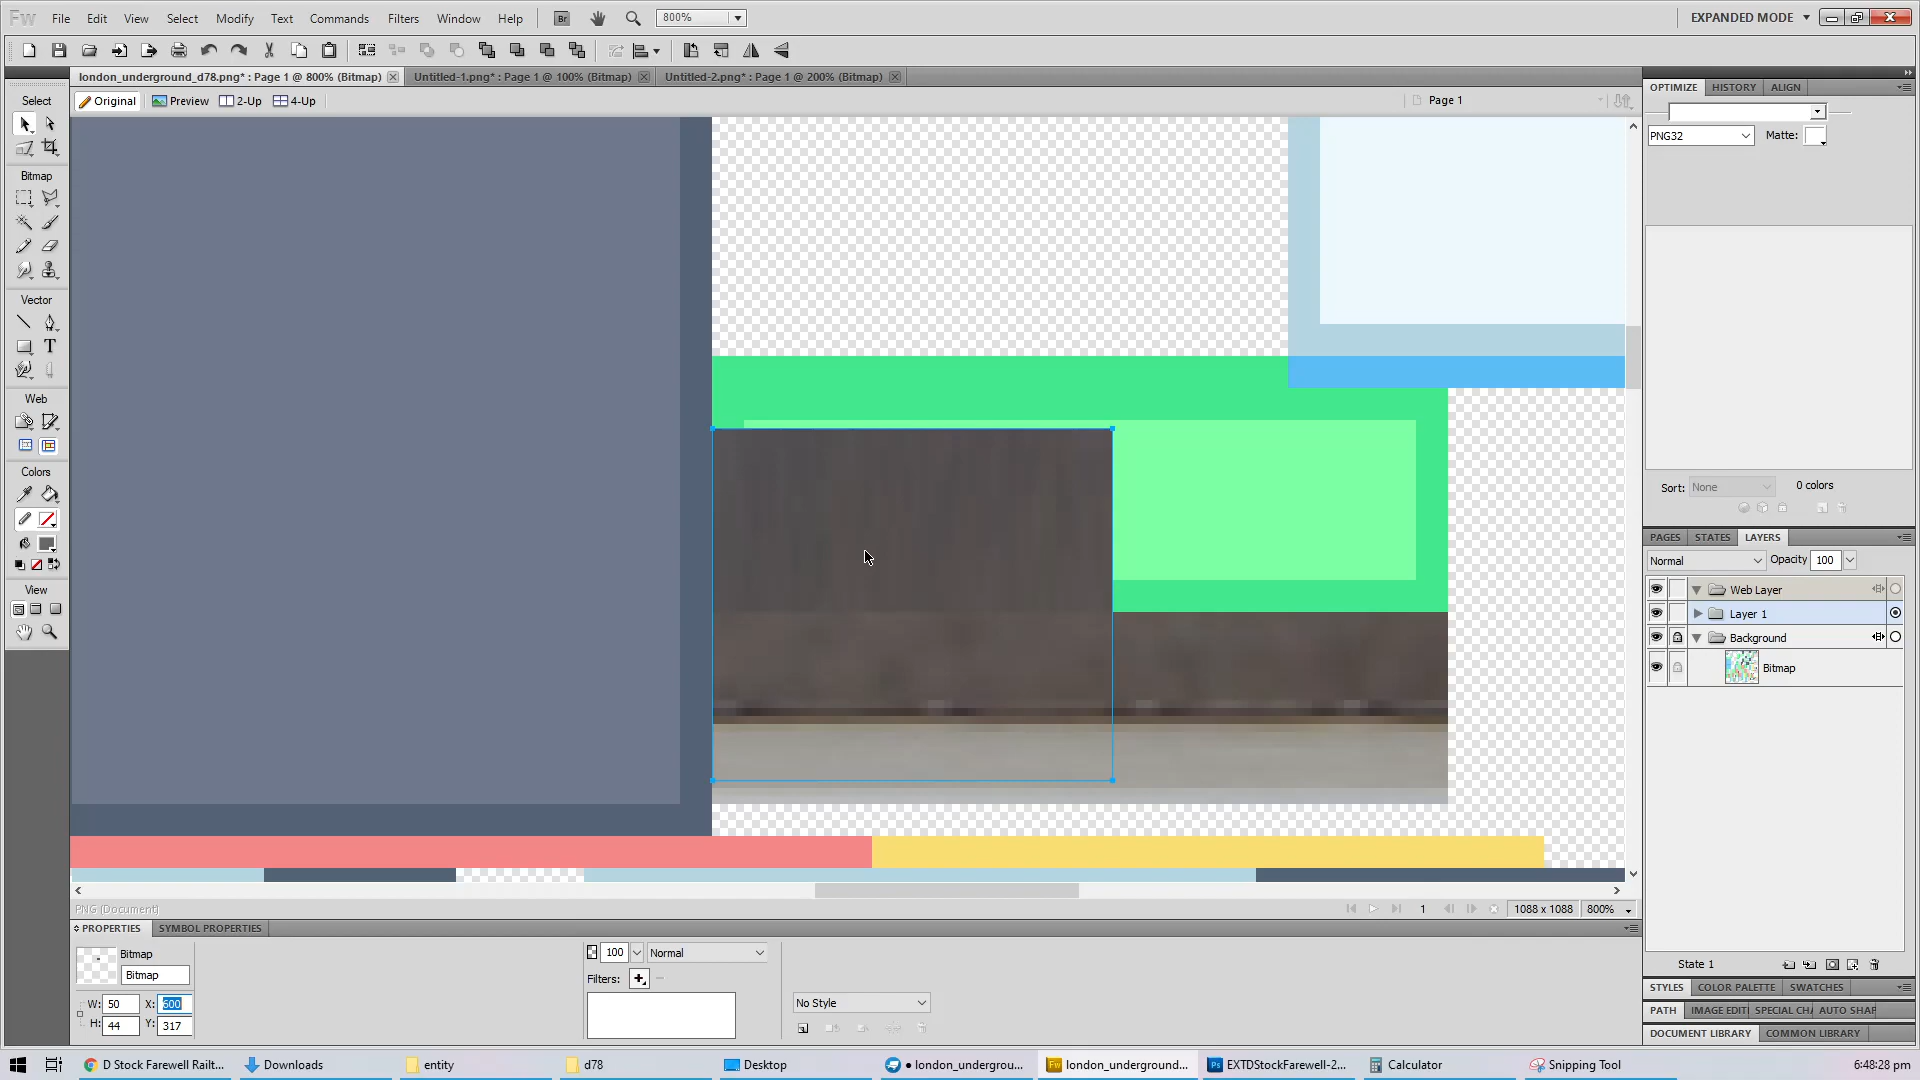 Fw File Edit View Select Modify Text Commands Filters Window Help Br 800% EXPANDED MODE
london_underground_d78.png* : Page 1 @ 800% (Bitmap) Untitled-1.png* : Page 1 @ 100% (Bitmap) Untitled-2.png* : Page 1 @ 200% (Bitmap)
Original Preview 2-Up 4-Up Page 1
Select
Bitmap
Vector
T
Web
Colors
View
OPTIMIZE HISTORY ALIGN
PNG32 Matte:
Sort: None 0 colors
PAGES STATES LAYERS
Normal Opacity 100
Web Layer
Layer 1
Background
Bitmap
State 1
STYLES COLOR PALETTE SWATCHES
PATH IMAGE EDIT SPECIAL CHA AUTO SHAP
DOCUMENT LIBRARY COMMON LIBRARY
PNG (Document) 1 1088 x 1088 800%
PROPERTIES SYMBOL PROPERTIES
Bitmap
Bitmap
W: 50 X: 600
H: 44 Y: 317
100 Normal
Filters:
No Style
D Stock Farewell Railt... Downloads entity d78 Desktop ● london_undergrou... Fw london_underground... Ps EXTDStockFarewell-2... Calculator Snipping Tool 6:48:28 pm